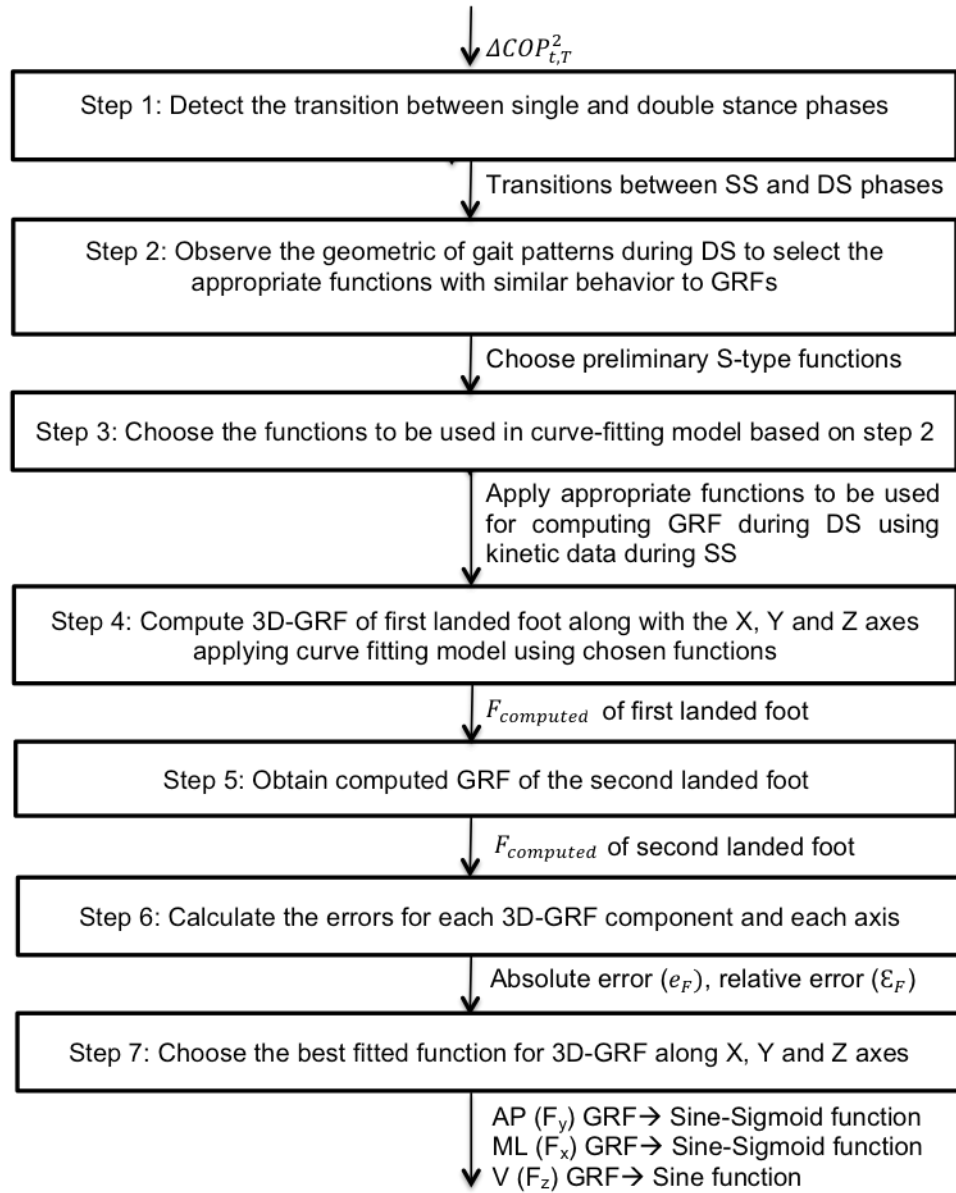 ΔCOP²t,T
Step 1: Detect the transition between single and double stance phases
Transitions between SS and DS phases
Step 2: Observe the geometric of gait patterns during DS to select the
appropriate functions with similar behavior to GRFs
Choose preliminary S-type functions
Step 3: Choose the functions to be used in curve-fitting model based on step 2
Apply appropriate functions to be used
for computing GRF during DS using
kinetic data during SS
Step 4: Compute 3D-GRF of first landed foot along with the X, Y and Z axes
applying curve fitting model using chosen functions
Fcomputed of first landed foot
Step 5: Obtain computed GRF of the second landed foot
Fcomputed of second landed foot
Step 6: Calculate the errors for each 3D-GRF component and each axis
Absolute error (eF), relative error (ƐF)
Step 7: Choose the best fitted function for 3D-GRF along X, Y and Z axes
AP (Fy) GRF→ Sine-Sigmoid function
ML (Fx) GRF→ Sine-Sigmoid function
V (Fz) GRF→ Sine function